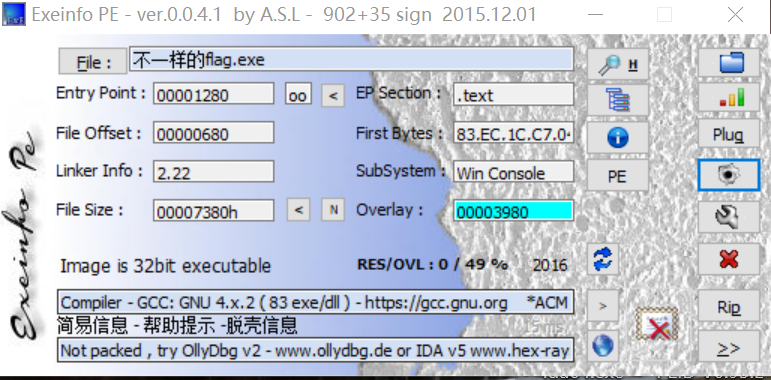 Exeinfo PE - ver.0.0.4.1 by A.S.L - 902+35 sign 2015.12.01
File : 不一样的flag.exe H
Entry Point : 00001280 oo < EP Section : .text
File Offset : 00000680 First Bytes : 83.EC.1C.C7.0 Plug
Linker Info : 2.22 SubSystem : Win Console PE
File Size : 00007380h < N Overlay : 00003980
Image is 32bit executable RES/OVL : 0 / 49 % 2016
Compiler - GCC: GNU 4.x.2 ( 83 exe/dll ) - https://gcc.gnu.org *ACM > Rip
简易信息 - 帮助提示 -脱壳信息
Not packed , try OllyDbg v2 - www.ollydbg.de or IDA v5 www.hex-ray >>
Exeinfo Pe